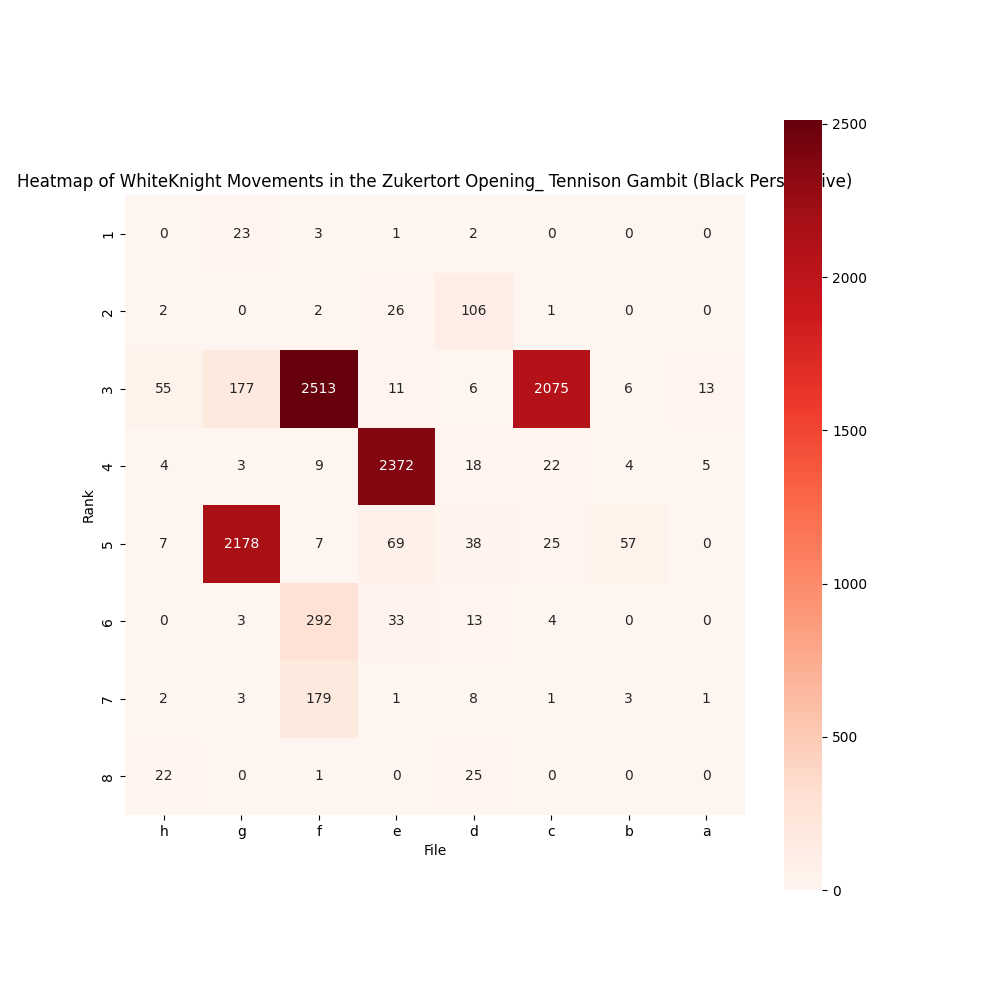 Heatmap of WhiteKnight Movements in the Zukertort Opening_ Tennison Gambit (Black Pers ive)
2500
2000
1500
1000
500
0
Rank
1 0 23 3 1 2 0 0 0
2 2 0 2 26 106 1 0 0
3 55 177 2513 11 6 2075 6 13
4 4 3 9 2372 18 22 4 5
5 7 2178 7 69 38 25 57 0
6 0 3 292 33 13 4 0 0
7 2 3 179 1 8 1 3 1
8 22 0 1 0 25 0 0 0
h g f e d c b a
File